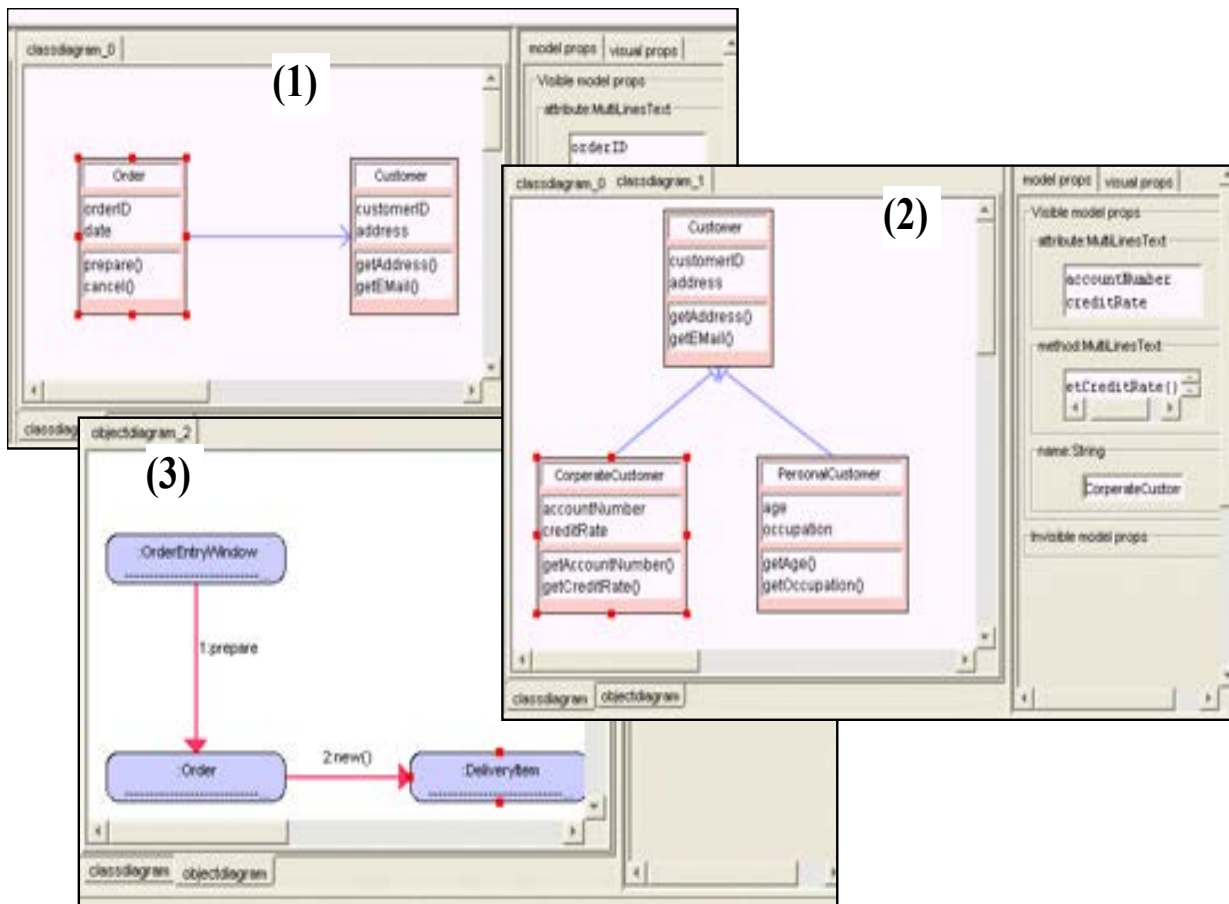 classdiagram_0
(1)
Order
orderID
date
prepare()
cancel()
Customer
customerID
address
getAddress()
getEMail()
model props visual props
Visible model props
attribute:MultiLinesText
orderID
classdiagram_0 classdiagram_1
(2)
Customer
customerID
address
getAddress()
getEMail()
CorperateCustomer
accountNumber
creditRate
getAccountNumber()
getCreditRate()
PersonalCustomer
age
occupation
getAge()
getOccupation()
classdiagram objectdiagram
model props visual props
Visible model props
attribute:MultiLinesText
accountNumber
creditRate
method:MultiLinesText
etCreditRate()
name:String
CorperateCustom
Invisible model props
classdiag
objectdiagram_2
(3)
:OrderEntryWindow
1:prepare
:Order
2:new()
:DeliveryItem
classdiagram objectdiagram